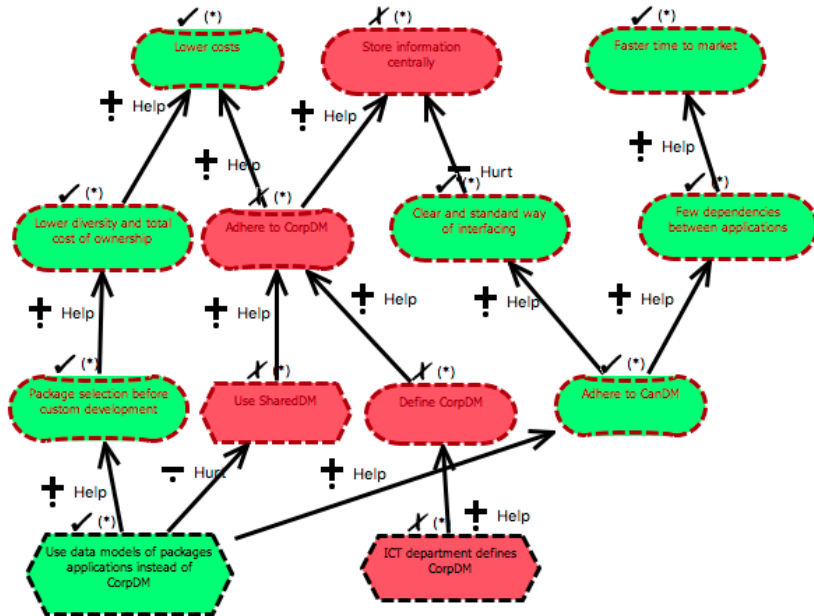 ✓ (*)
✗ (*)
✓ (*)
Lower costs
Store information
centrally
Faster time to market
Help
Help
Help
Help
Hurt
✓ (*)
✗ (*)
✓ (*)
✓ (*)
Lower diversity and total
cost of ownership
Adhere to CorpDM
Clear and standard way
of interfacing
Few dependencies
between applications
Help
Help
Help
Help
Help
✓ (*)
✗ (*)
✗ (*)
✓ (*)
Package selection before
custom development
Use SharedDM
Define CorpDM
Adhere to CanDM
Help
Hurt
Help
Help
✓ (*)
✗ (*)
Use data models of packages
applications instead of
CorpDM
ICT department defines
CorpDM